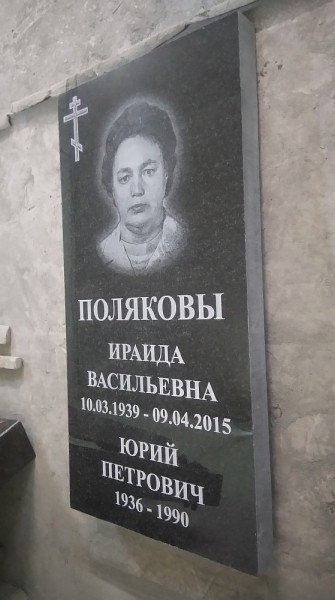 ПОЛЯКОВЫ
ИРАИДА
ВАСИЛЬЕВНА
10.03.1939 - 09.04.2015
ЮРИЙ
ПЕТРОВИЧ
1936 - 1990